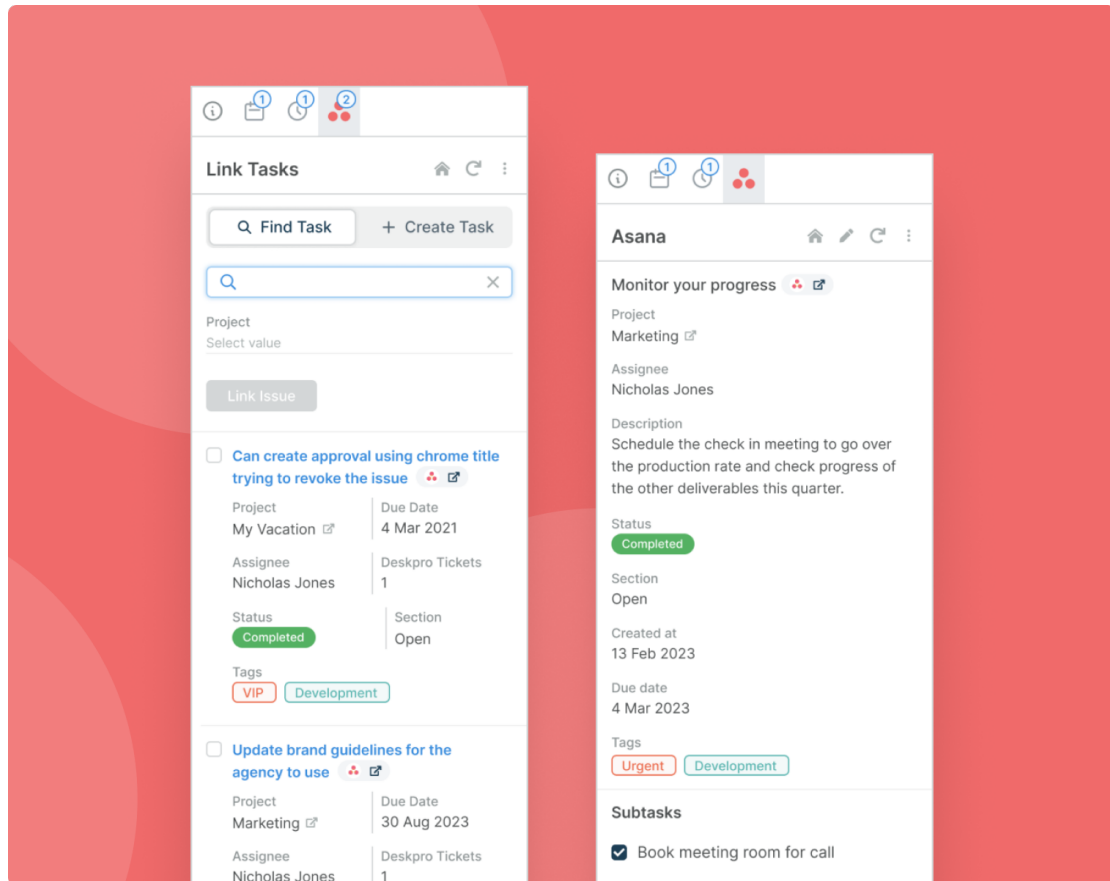 1 1 2
Link Tasks
Find Task + Create Task
Project
Select value
Link Issue
Can create approval using chrome title
trying to revoke the issue
Project Due Date
My Vacation 4 Mar 2021
Assignee Deskpro Tickets
Nicholas Jones 1
Status Section
Completed Open
Tags
VIP Development
Update brand guidelines for the
agency to use
Project Due Date
Marketing 30 Aug 2023
Assignee Deskpro Tickets
Nicholas Jones 1
1 1
Asana
Monitor your progress
Project
Marketing
Assignee
Nicholas Jones
Description
Schedule the check in meeting to go over
the production rate and check progress of
the other deliverables this quarter.
Status
Completed
Section
Open
Created at
13 Feb 2023
Due date
4 Mar 2023
Tags
Urgent Development
Subtasks
Book meeting room for call